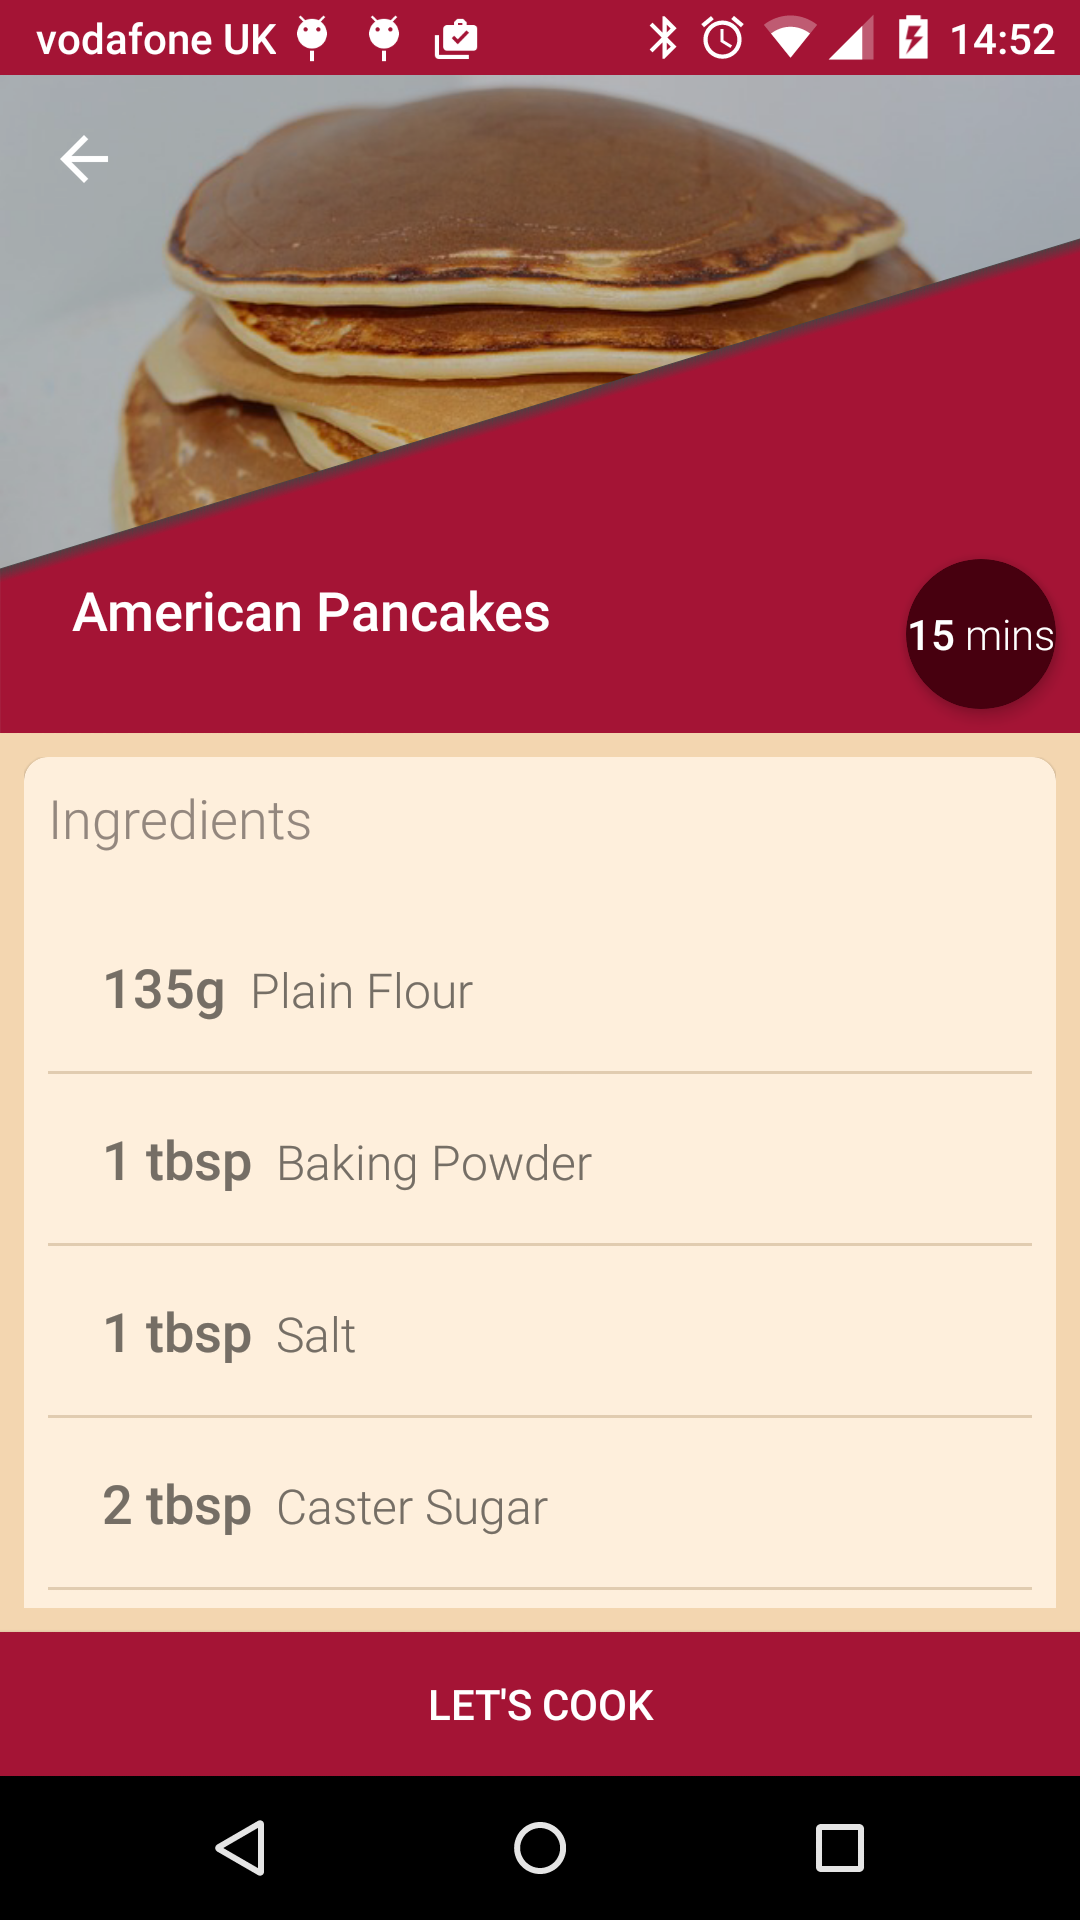 vodafone UK 14:52
American Pancakes
15 mins
Ingredients
135g Plain Flour
1 tbsp Baking Powder
1 tbsp Salt
2 tbsp Caster Sugar
LET'S COOK